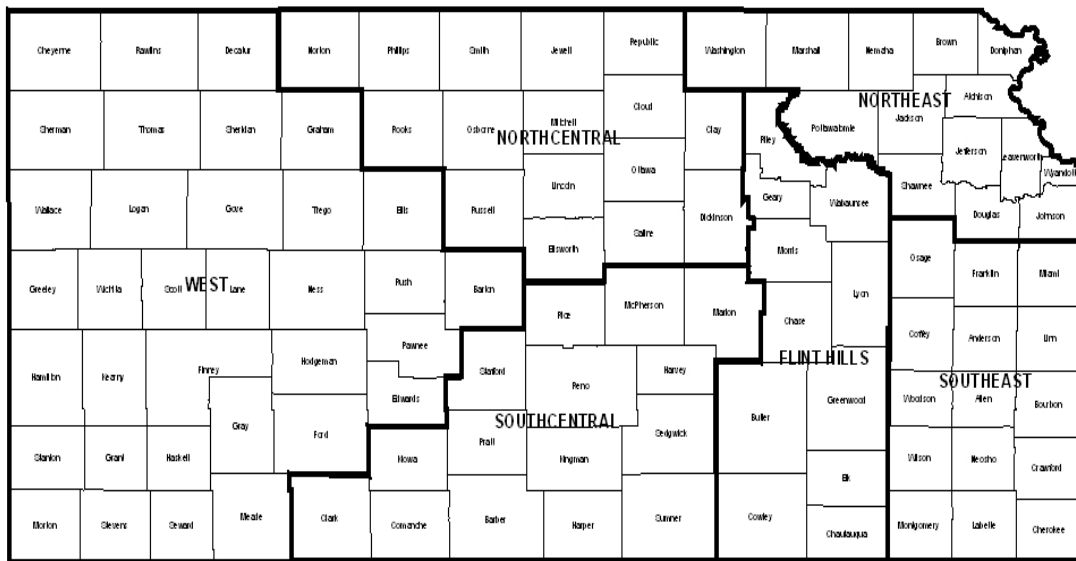 Cheyenne Rawlins Decatur Norton Phillips Smith Jewell Republic Washington Marshall Nemaha Brown Doniphan
Sherman Thomas Sheridan Graham Rooks Osborne Mitchell Cloud Clay Riley Pottawatomie Jackson Atchison
NORTHCENTRAL
NORTHEAST
Jefferson Leavenworth
Wallace Logan Gove Trego Ellis Russell Lincoln Ottawa Dickinson Geary Wabaunsee Shawnee Douglas Johnson
Ellsworth Saline Morris
Greeley Wichita Scott Lane Ness Rush Barton Rice McPherson Marion Chase Lyon Osage Franklin Miami
WEST
Hamilton Kearny Finney Hodgeman Pawnee Stafford Reno Harvey Coffey Anderson Linn
FLINT HILLS
SOUTHEAST
Gray Ford Edwards Pratt Kingman Sedgwick Butler Greenwood Woodson Allen Bourbon
SOUTHCENTRAL
Stanton Grant Haskell Kiowa Elk Wilson Neosho Crawford
Morton Stevens Seward Meade Clark Comanche Barber Harper Sumner Cowley Chautauqua Montgomery Labette Cherokee